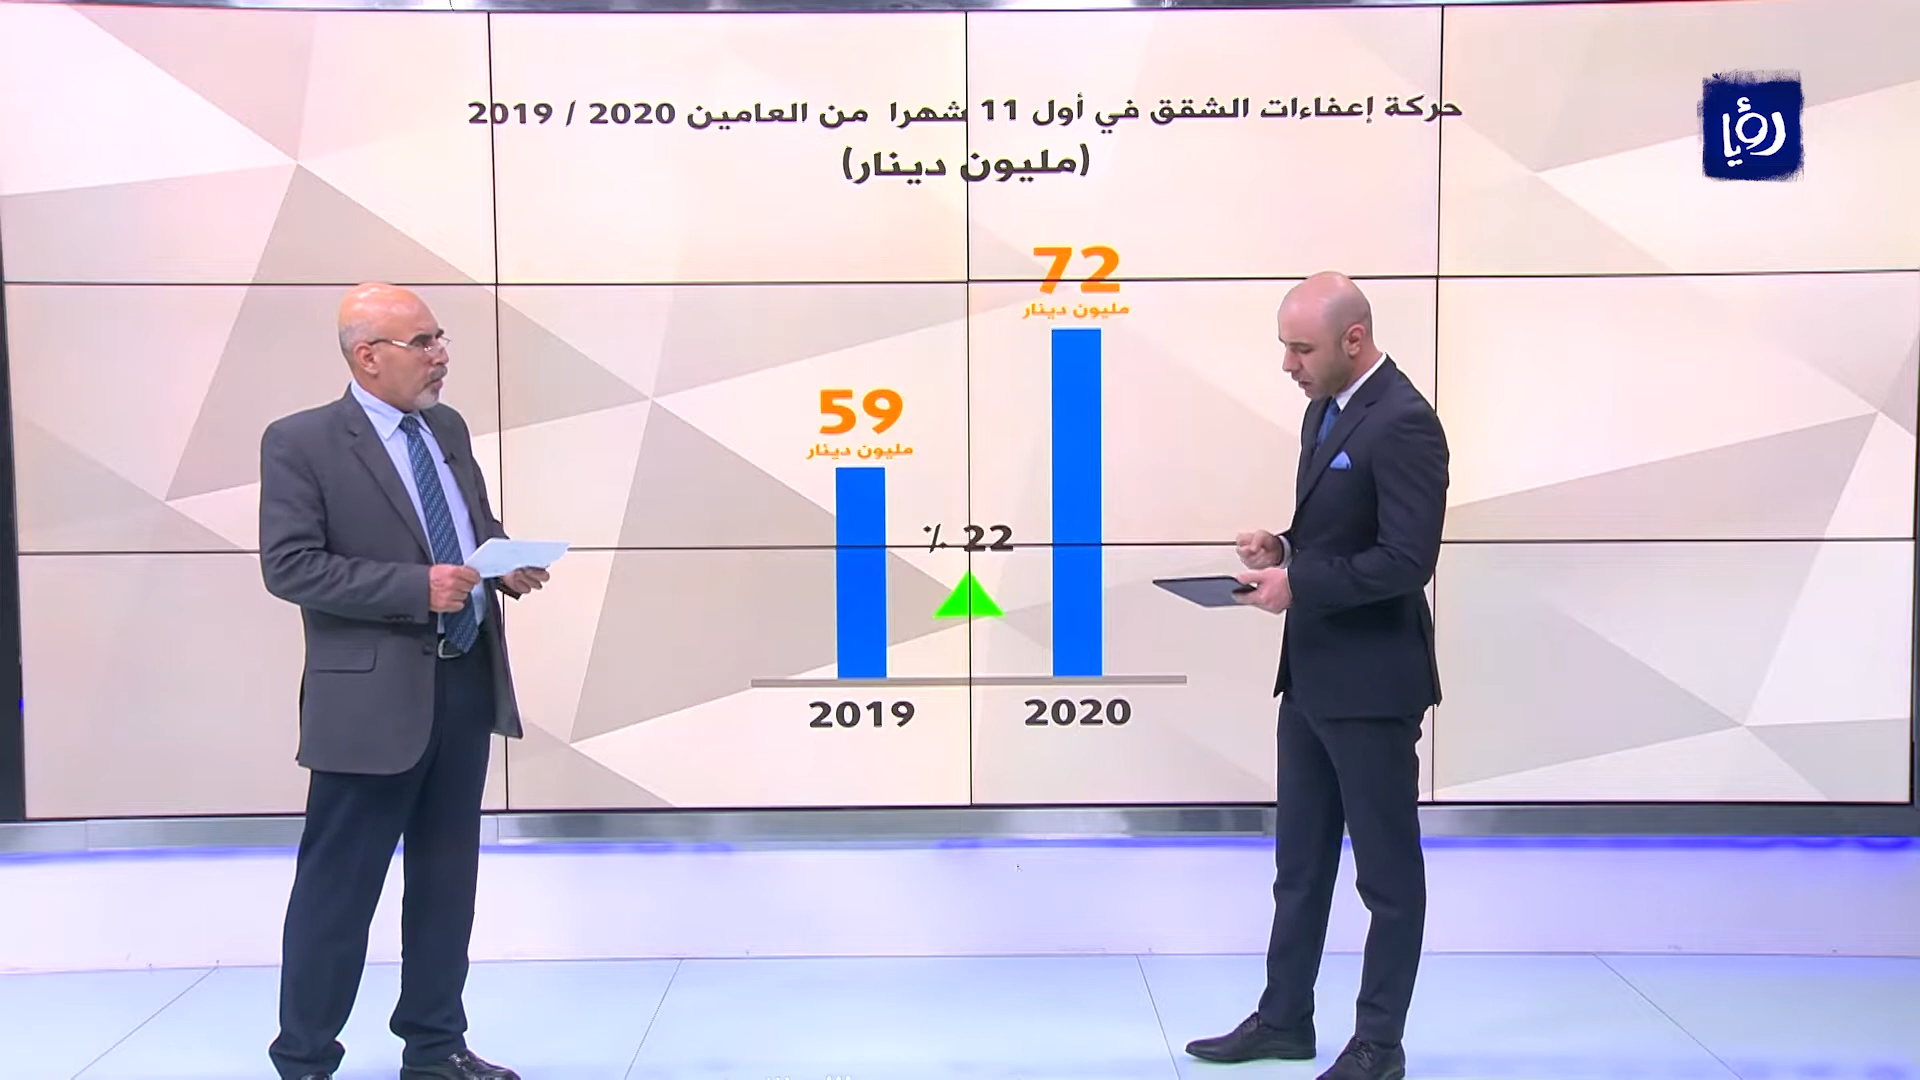 حركة إعفاءات الشقق في أول 11 شهرا من العامين 2020 / 2019
(مليون دينار)
رؤيا
72
مليون دينار
59
مليون دينار
22 ٪
2019
2020